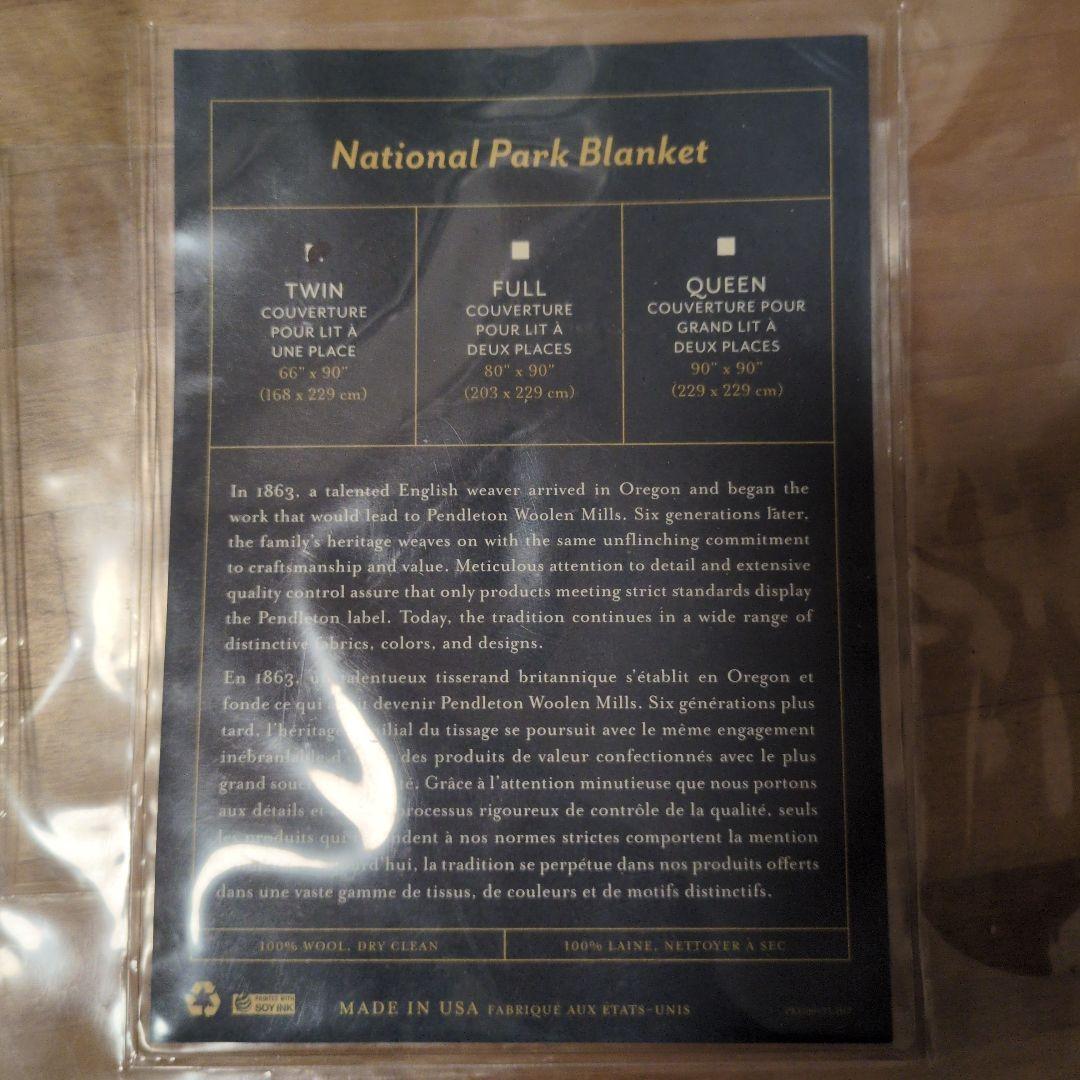 National Park Blanket
TWIN
COUVERTURE
POUR LIT À
UNE PLACE
66" x 90"
(168 x 229 cm)
FULL
COUVERTURE
POUR LIT À
DEUX PLACES
80" x 90"
(203 x 229 cm)
QUEEN
COUVERTURE POUR
GRAND LIT À
DEUX PLACES
90" x 90"
(229 x 229 cm)
In 1863, a talented English weaver arrived in Oregon and began the
work that would lead to Pendleton Woolen Mills. Six generations later,
the family's heritage weaves on with the same unflinching commitment
to craftsmanship and value. Meticulous attention to detail and extensive
quality control assure that only products meeting strict standards display
the Pendleton label. Today, the tradition continues in a wide range of
distinctive fabrics, colors, and designs.
En 1863, un talentueux tisserand britannique s'établit en Oregon et
fonde ce qui devenir Pendleton Woolen Mills. Six générations plus
tard, l'héritage familial du tissage se poursuit avec le même engagement
inébranlable des produits de valeur confectionnés avec le plus
grand Grâce à l'attention minutieuse que nous portons
aux détails et processus rigoureux de contrôle de la qualité, seuls
les produits qui répondent à nos normes strictes comportent la mention
la tradition se perpétue dans nos produits offerts
dans une vaste gamme de tissus, de couleurs et de motifs distinctifs.
100% WOOL, DRY CLEAN
100% LAINE, NETTOYER À SEC
PRINTED WITH
SOY INK
MADE IN USA FABRIQUÉ AUX ÉTATS-UNIS